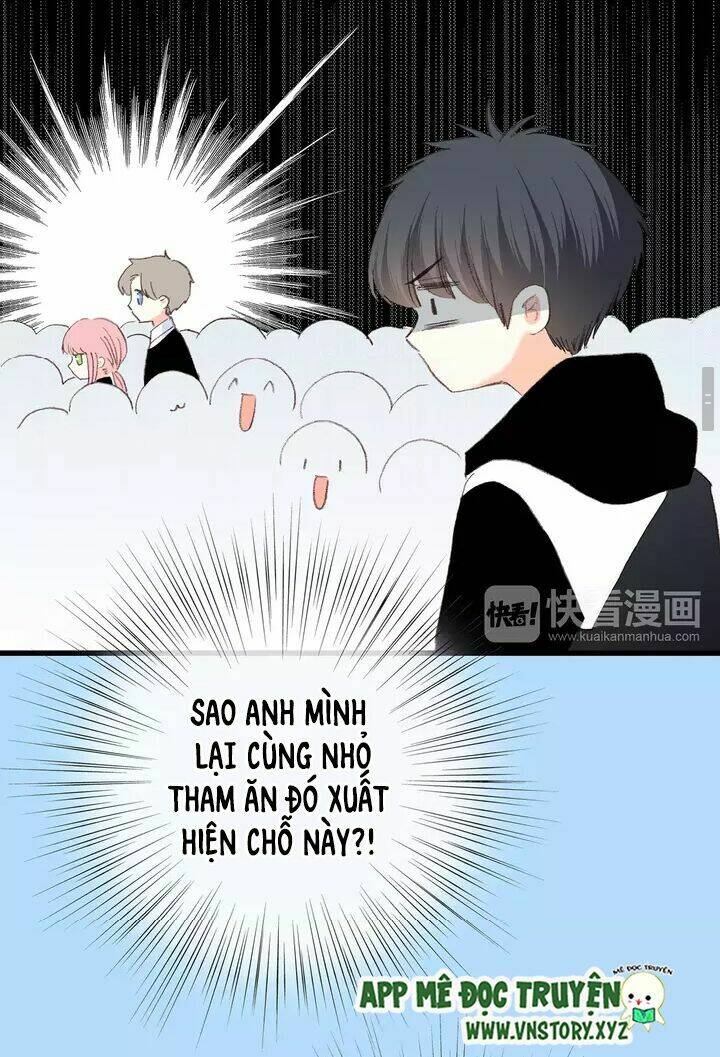 快看! 快看漫画
www.kuaikanmanhua.com
SAO ANH MÌNH
LẠI CÙNG NHỎ
THAM ĂN ĐÓ XUẤT
HIỆN CHỖ NÀY?!
MÊ ĐỌC TRUYỆN
APP MÊ ĐỌC TRUYỆN
WWW.VNSTORY.XYZ